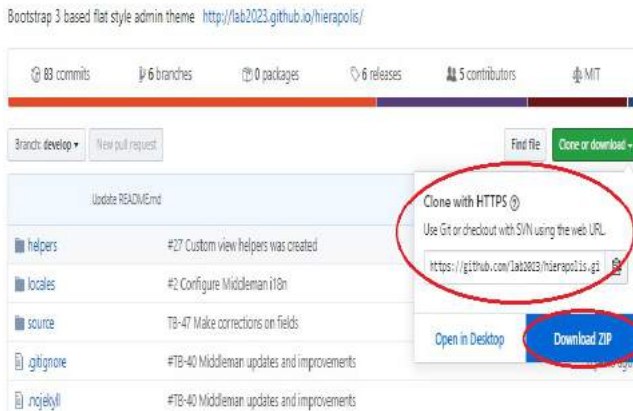 Bootstrap 3 based flat style admin theme http://lab2023.github.io/hierapolis/
83 commits 6 branches 0 packages 6 releases 5 contributors MIT
Branch: develop New pull request Find file Clone or download
Update README.md
Clone with HTTPS
Use Git or checkout with SVN using the web URL.
https://github.com/lab2023/hierapolis.gi
Open in Desktop Download ZIP
helpers #27 Custom view helpers was created
locales #2 Configure Middleman i18n
source TB-47 Make corrections on fields
.gitignore #TB-40 Middleman updates and improvements
.nojekyll #TB-40 Middleman updates and improvements